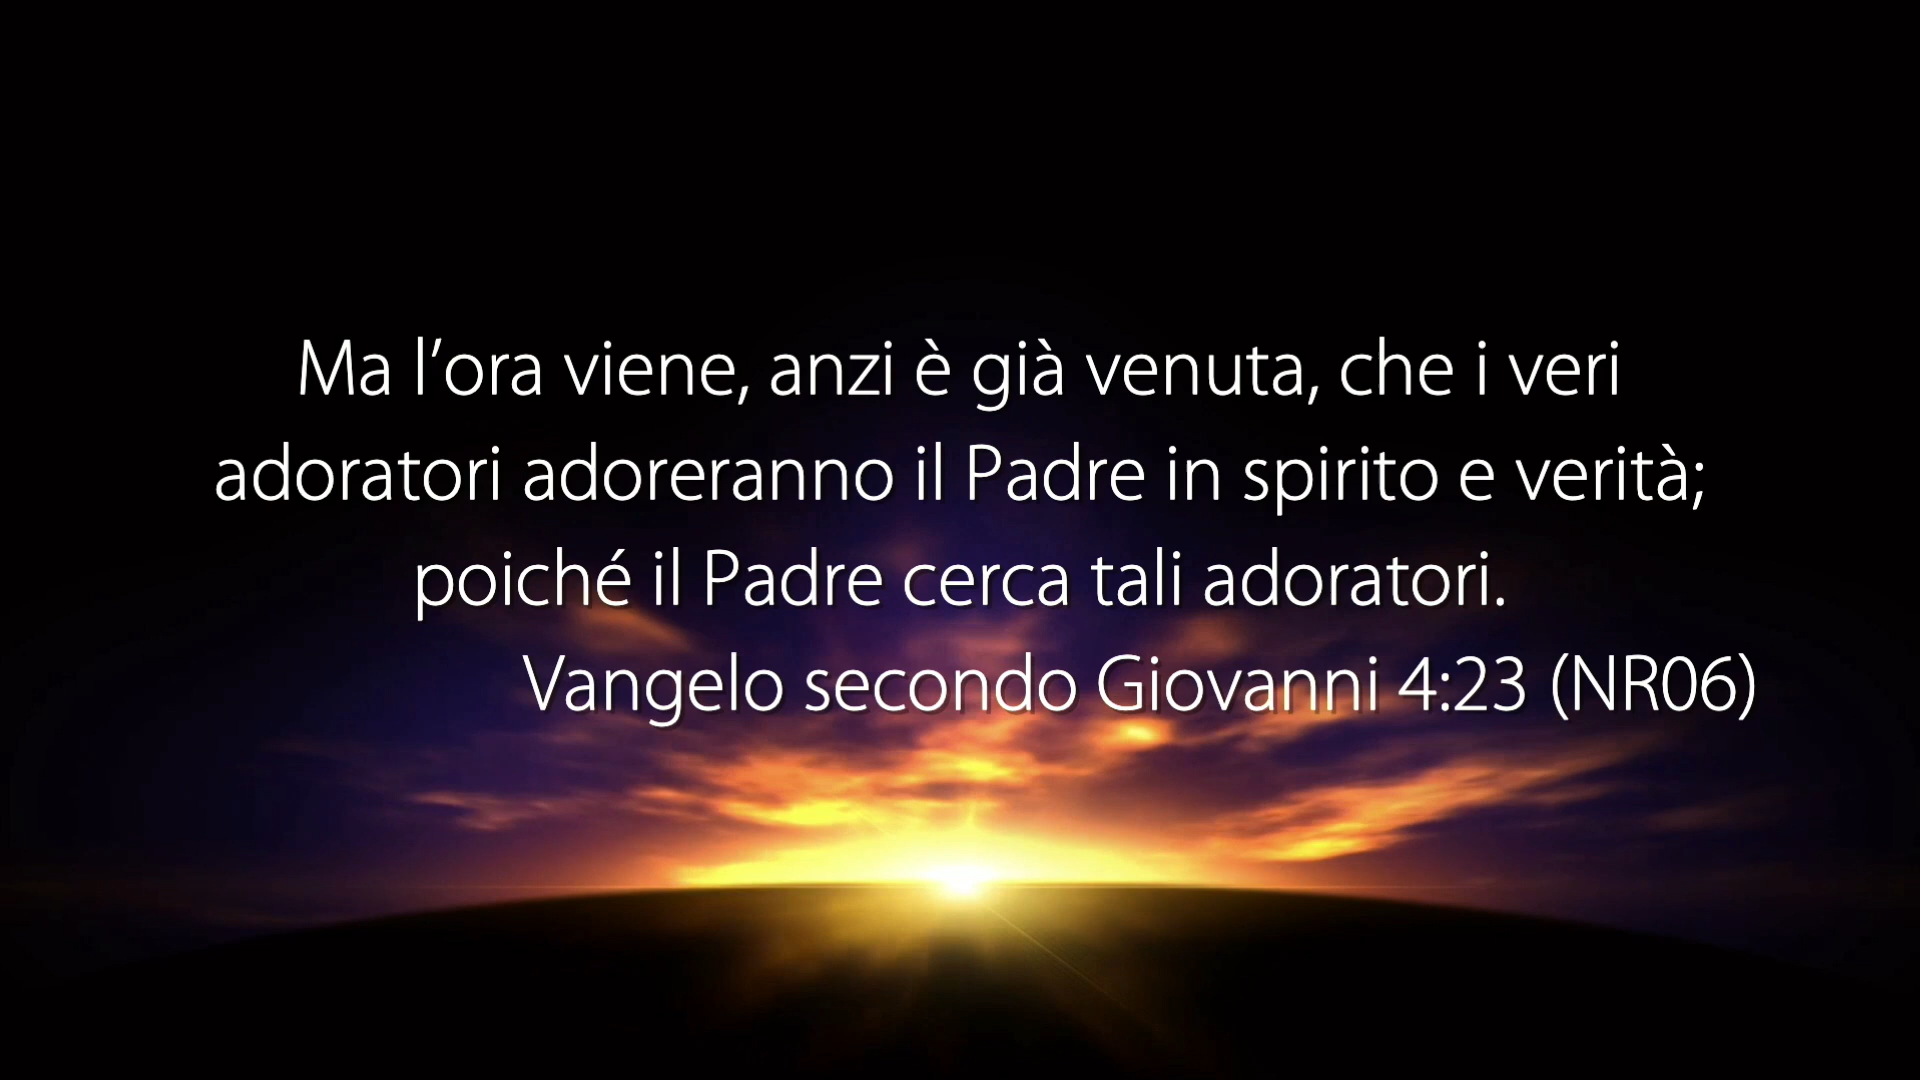 Ma l’ora viene, anzi è già venuta, che i veri
adoratori adoreranno il Padre in spirito e verità;
poiché il Padre cerca tali adoratori.
Vangelo secondo Giovanni 4:23 (NR06)